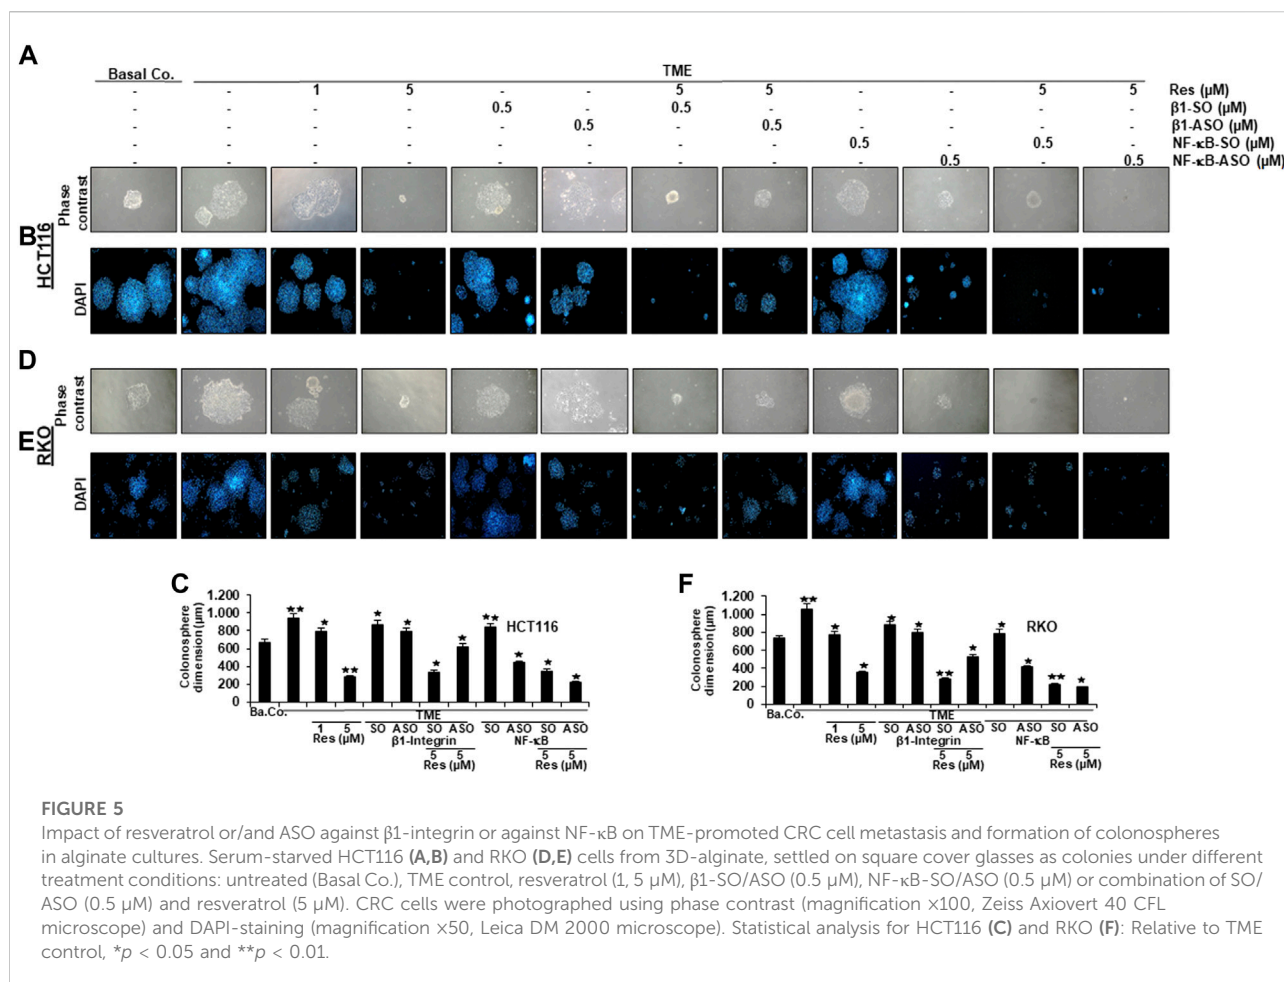 A
Basal Co. TME
- - 1 5 - - 5 5 - - 5 5 Res (µM)
- - - - 0.5 - 0.5 - - - - - β1-SO (µM)
- - - - - 0.5 - 0.5 - - - - β1-ASO (µM)
- - - - - - - - 0.5 - 0.5 - NF-κB-SO (µM)
- - - - - - - - - 0.5 - 0.5 NF-κB-ASO (µM)
Phase
contrast
B
HCT116
DAPI
D
Phase
contrast
E
RKO
DAPI
C
Colonosphere
dimension (µm)
1.200
1.000
800
600
400
200
0
★★ ★ ★★ ★ ★ ★ ★ ★★ ★ ★ ★
HCT116
Ba.Co. TME
1 5 SO ASO SO ASO SO ASO SO ASO
Res (µM) β1-Integrin NF-κB
5 5 5 5
Res (µM) Res (µM)
F
Colonosphere
dimension (µm)
1.200
1.000
800
600
400
200
0
★★ ★ ★ ★ ★ ★★ ★ ★ ★ ★★ ★
RKO
Ba.Co. TME
1 5 SO ASO SO ASO SO ASO SO ASO
Res (µM) β1-Integrin NF-κB
5 5 5 5
Res (µM) Res (µM)
FIGURE 5
Impact of resveratrol or/and ASO against β1-integrin or against NF-κB on TME-promoted CRC cell metastasis and formation of colonospheres
in alginate cultures. Serum-starved HCT116 (A,B) and RKO (D,E) cells from 3D-alginate, settled on square cover glasses as colonies under different
treatment conditions: untreated (Basal Co.), TME control, resveratrol (1, 5 µM), β1-SO/ASO (0.5 µM), NF-κB-SO/ASO (0.5 µM) or combination of SO/
ASO (0.5 µM) and resveratrol (5 µM). CRC cells were photographed using phase contrast (magnification ×100, Zeiss Axiovert 40 CFL
microscope) and DAPI-staining (magnification ×50, Leica DM 2000 microscope). Statistical analysis for HCT116 (C) and RKO (F): Relative to TME
control, *p < 0.05 and **p < 0.01.